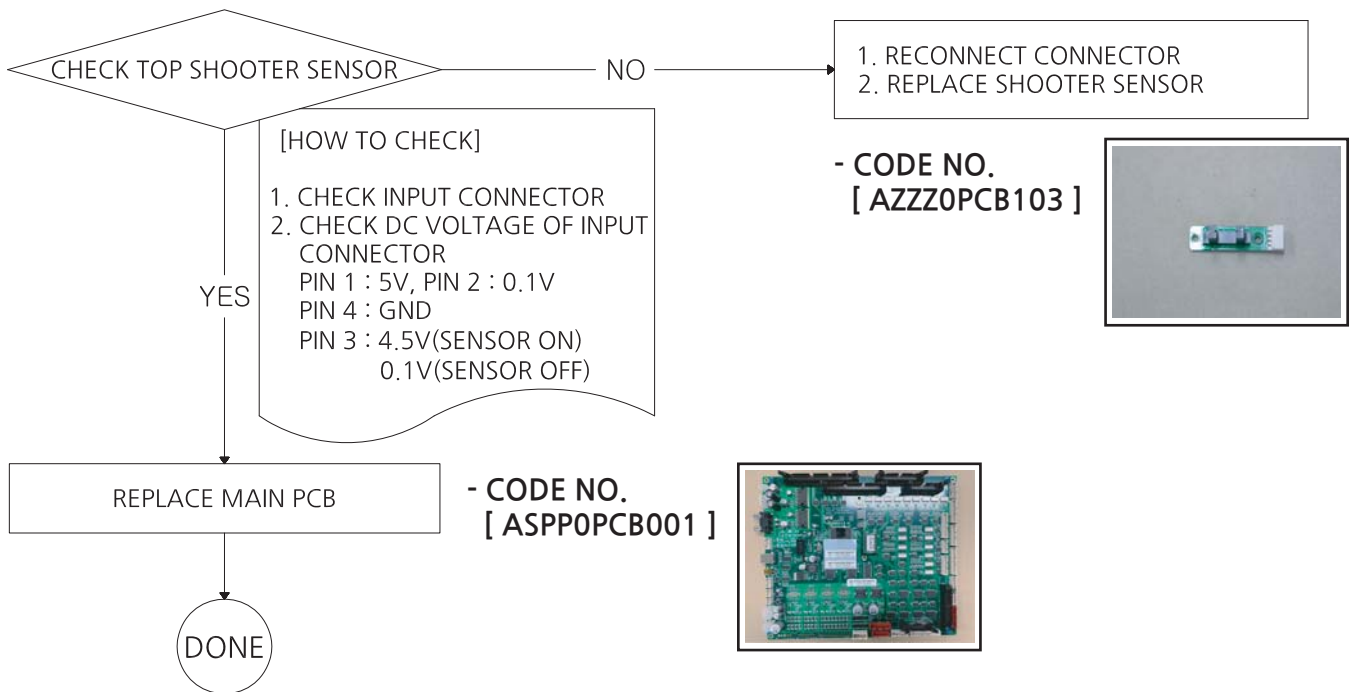 CHECK TOP SHOOTER SENSOR
NO
1. RECONNECT CONNECTOR
2. REPLACE SHOOTER SENSOR
[HOW TO CHECK]
1. CHECK INPUT CONNECTOR
2. CHECK DC VOLTAGE OF INPUT
CONNECTOR
PIN 1 : 5V, PIN 2 : 0.1V
PIN 4 : GND
PIN 3 : 4.5V(SENSOR ON)
0.1V(SENSOR OFF)
- CODE NO.
[ AZZZ0PCB103 ]
YES
REPLACE MAIN PCB
- CODE NO.
[ ASPP0PCB001 ]
DONE